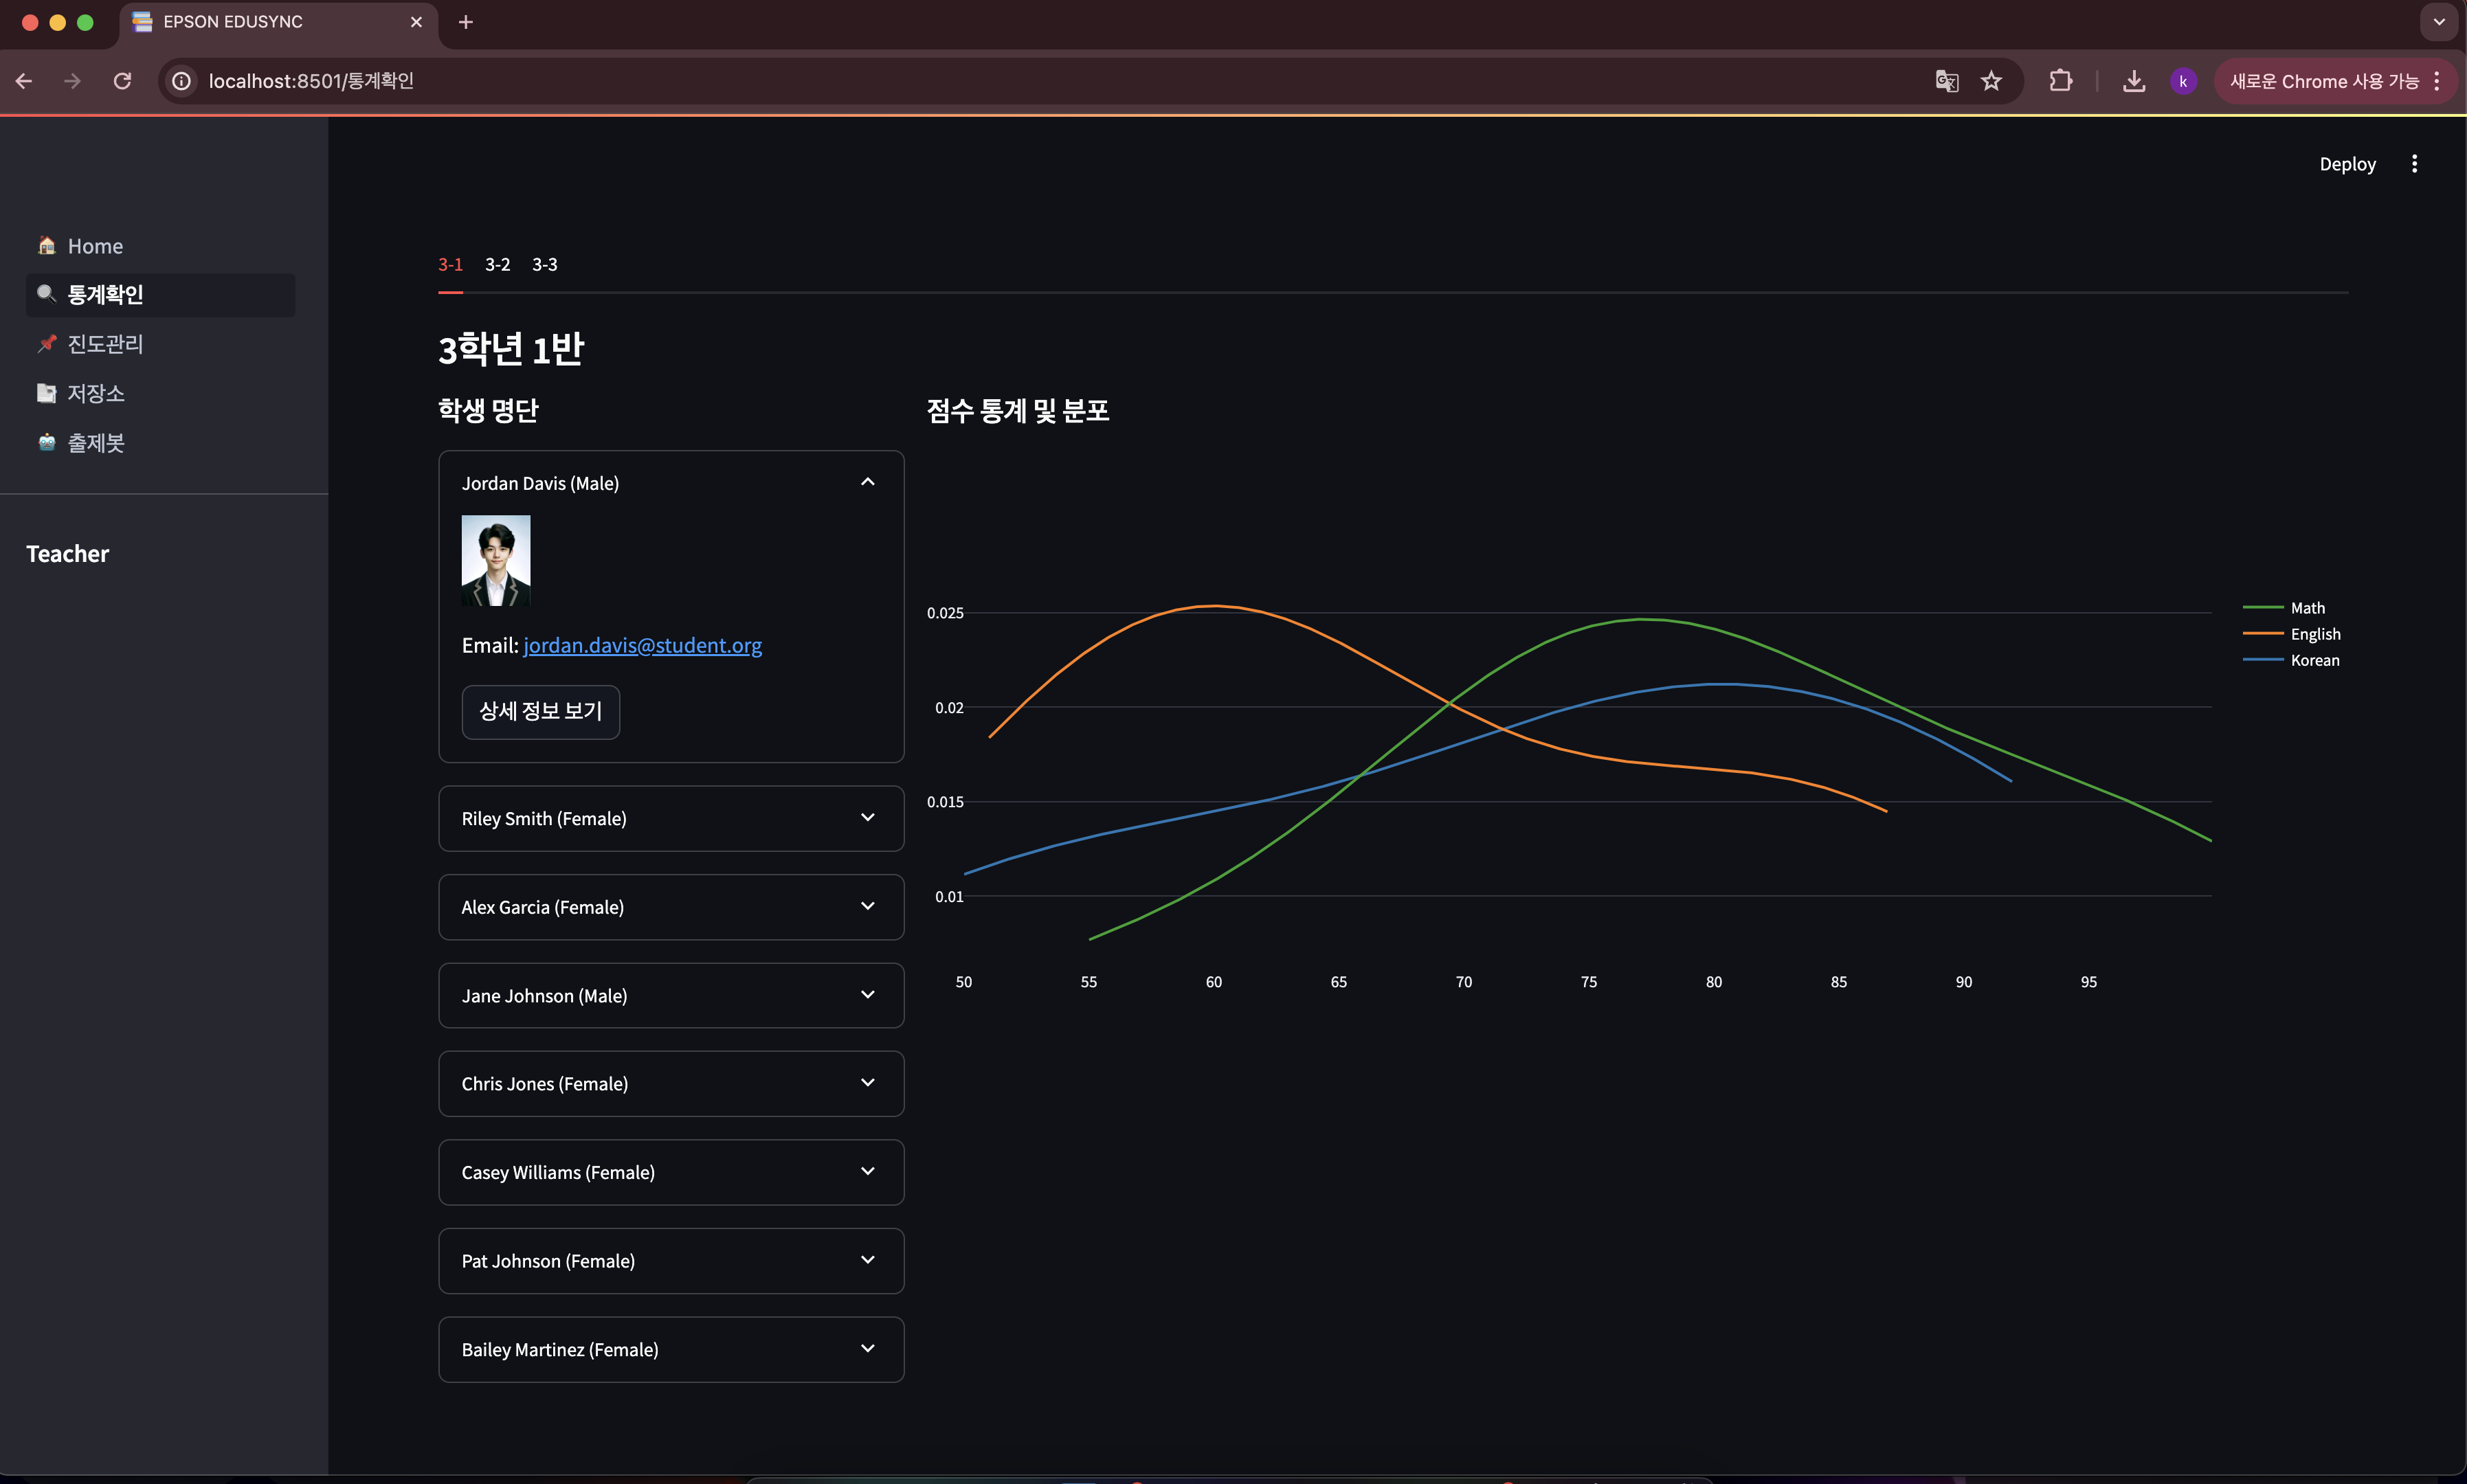 EPSON EDUSYNC
localhost:8501/통계확인
k
새로운 Chrome 사용 가능
Deploy
Home
통계확인
진도관리
저장소
출제봇
Teacher
3-1 3-2 3-3
3학년 1반
학생 명단
Jordan Davis (Male)
Email: jordan.davis@student.org
상세 정보 보기
Riley Smith (Female)
Alex Garcia (Female)
Jane Johnson (Male)
Chris Jones (Female)
Casey Williams (Female)
Pat Johnson (Female)
Bailey Martinez (Female)
점수 통계 및 분포
0.025
0.02
0.015
0.01
50 55 60 65 70 75 80 85 90 95
Math
English
Korean